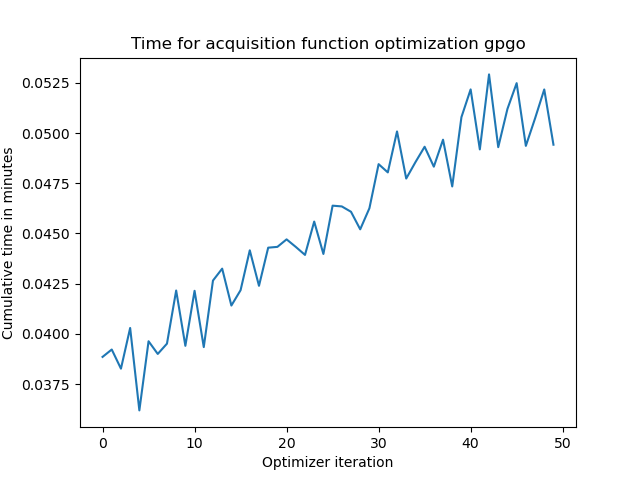 Time for acquisition function optimization gpgo
Cumulative time in minutes
0.0525
0.0500
0.0475
0.0450
0.0425
0.0400
0.0375
0 10 20 30 40 50
Optimizer iteration